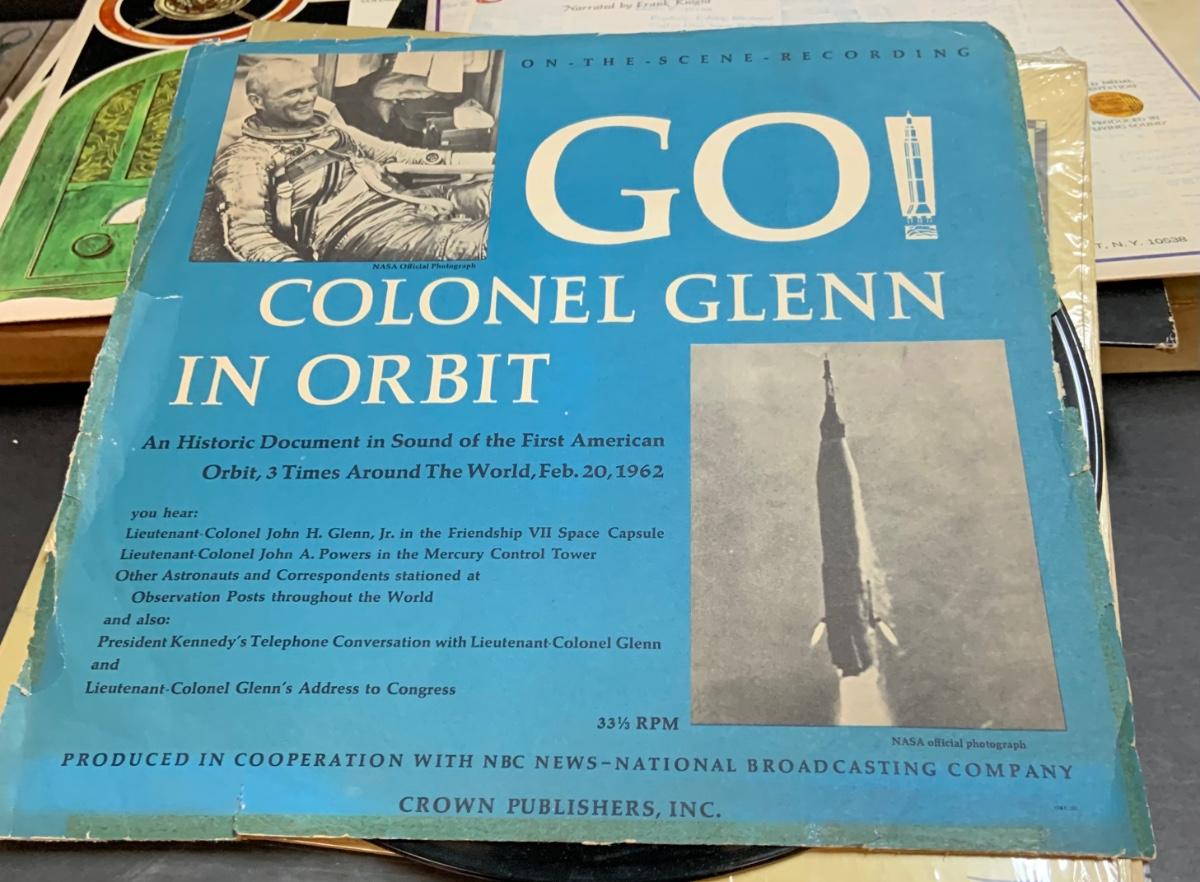 Narrated by Frank Knight
ON-THE-SCENE-RECORDING
GO!
NASA Official Photograph
COLONEL GLENN
IN ORBIT
An Historic Document in Sound of the First American
Orbit, 3 Times Around The World, Feb. 20, 1962
you hear:
Lieutenant-Colonel John H. Glenn, Jr. in the Friendship VII Space Capsule
Lieutenant-Colonel John A. Powers in the Mercury Control Tower
Other Astronauts and Correspondents stationed at
Observation Posts throughout the World
and also:
President Kennedy's Telephone Conversation with Lieutenant-Colonel Glenn
and
Lieutenant-Colonel Glenn's Address to Congress
33⅓ RPM
NASA official photograph
PRODUCED IN COOPERATION WITH NBC NEWS–NATIONAL BROADCASTING COMPANY
CROWN PUBLISHERS, INC.
PRODUCED IN
LIVING SOUND
T, N.Y. 10538